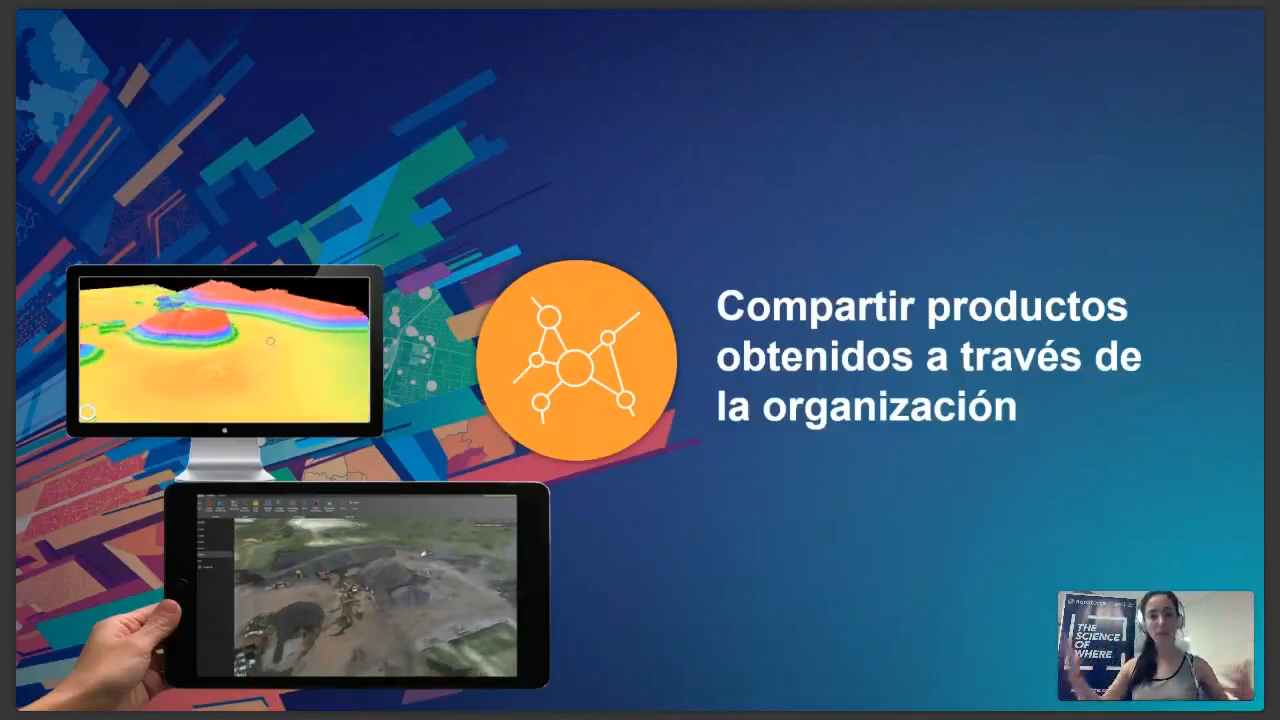 Compartir productos
obtenidos a través de
la organización
THE
SCIENCE
OF
WHERE